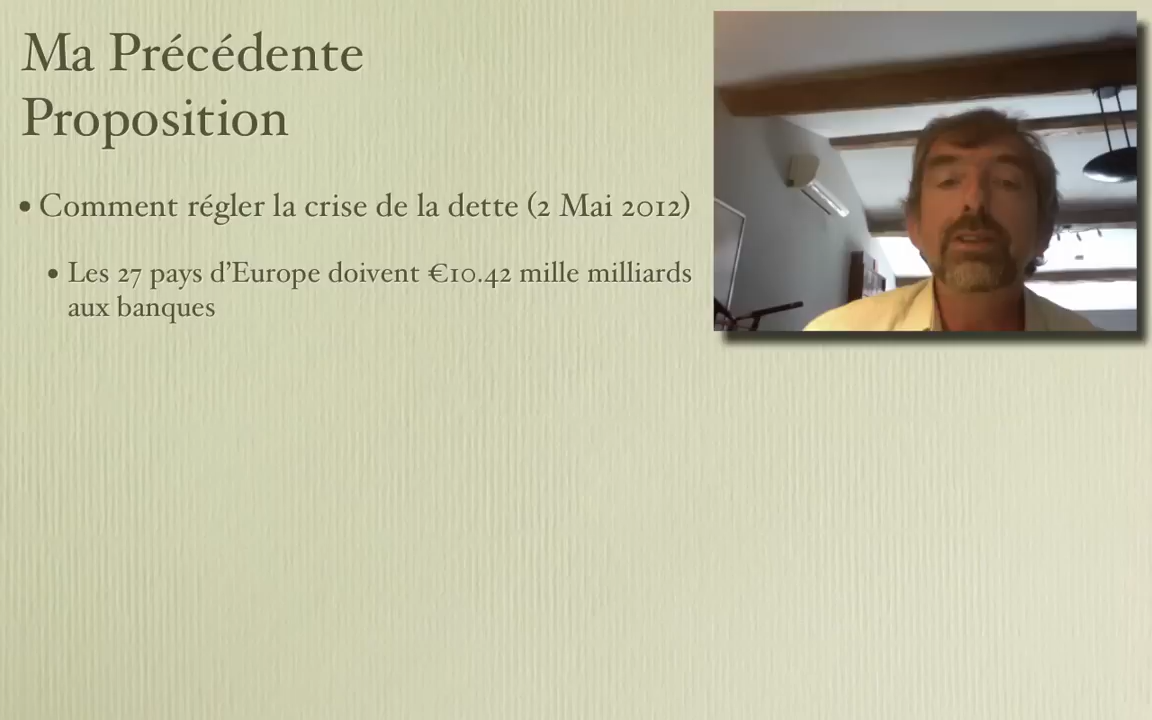 Ma Précédente
Proposition
• Comment régler la crise de la dette (2 Mai 2012)
• Les 27 pays d'Europe doivent €10.42 mille milliards
aux banques